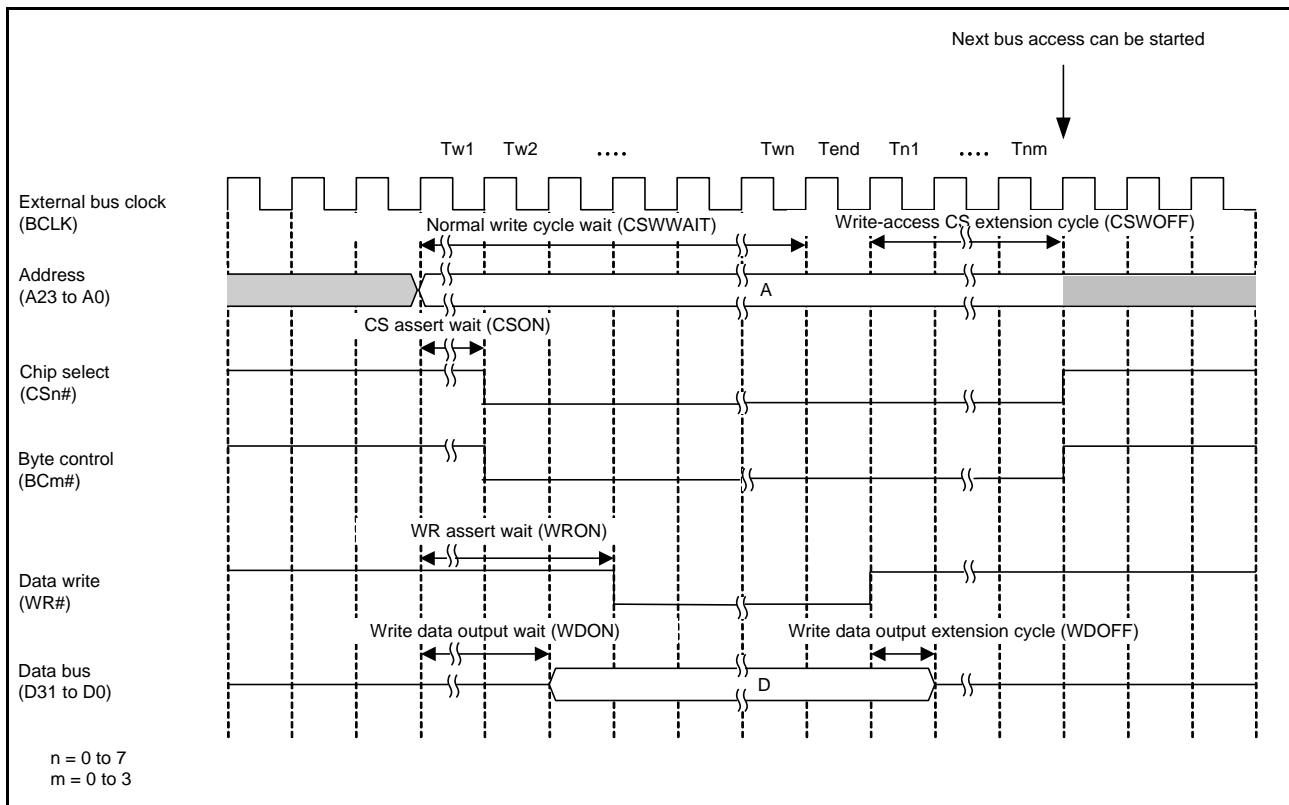 Next bus access can be started
Tw1 Tw2 .... Twn Tend Tn1 .... Tnm
External bus clock
(BCLK)
Normal write cycle wait (CSWWAIT)
Write-access CS extension cycle (CSWOFF)
Address
(A23 to A0)
A
CS assert wait (CSON)
Chip select
(CSn#)
Byte control
(BCm#)
WR assert wait (WRON)
Data write
(WR#)
Write data output wait (WDON)
Write data output extension cycle (WDOFF)
Data bus
(D31 to D0)
D
n = 0 to 7
m = 0 to 3